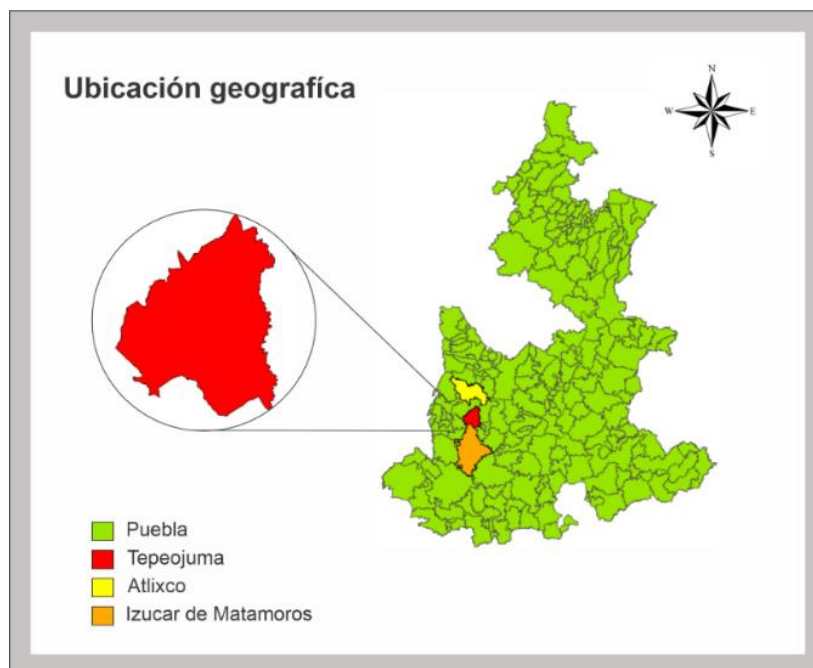 Ubicación geografíca
N
W E
S
Puebla
Tepeojuma
Atlixco
Izucar de Matamoros